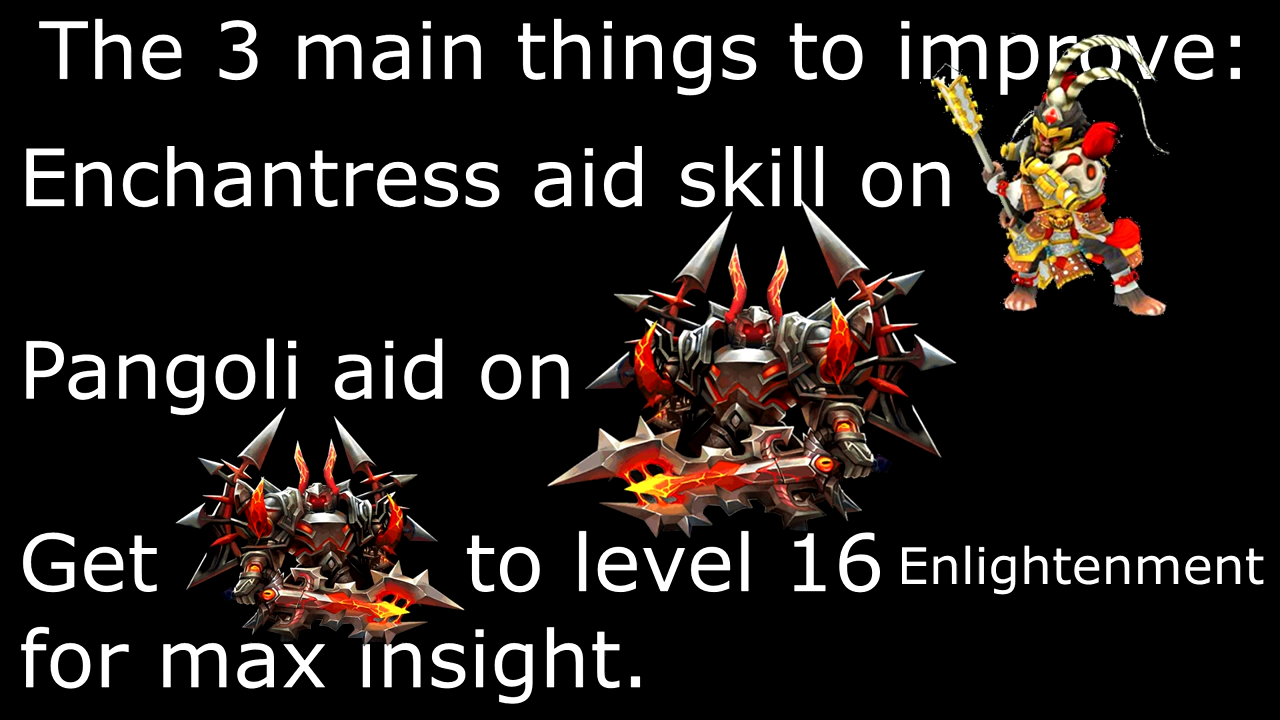 The 3 main things to improve:
Enchantress aid skill on
Pangoli aid on
Get to level 16 Enlightenment
for max insight.